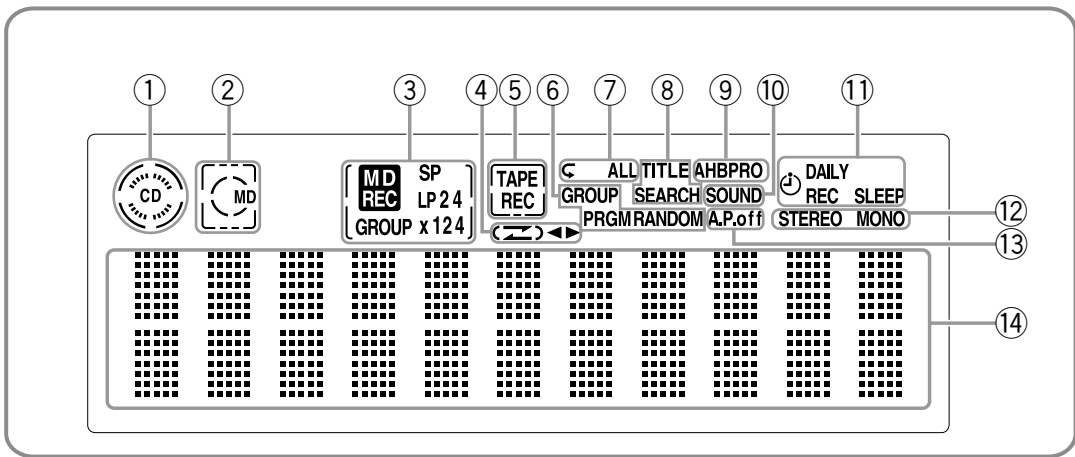 ① ② ③ ④ ⑤ ⑥ ⑦ ⑧ ⑨ ⑩ ⑪
CD
MD
MD REC SP
LP 2 4
GROUP x 1 2 4
TAPE
REC
ALL TITLE AHBPRO
GROUP SEARCH SOUND
PRGM RANDOM A.P.off
DAILY
REC SLEEP
STEREO MONO
⑫
⑬
⑭